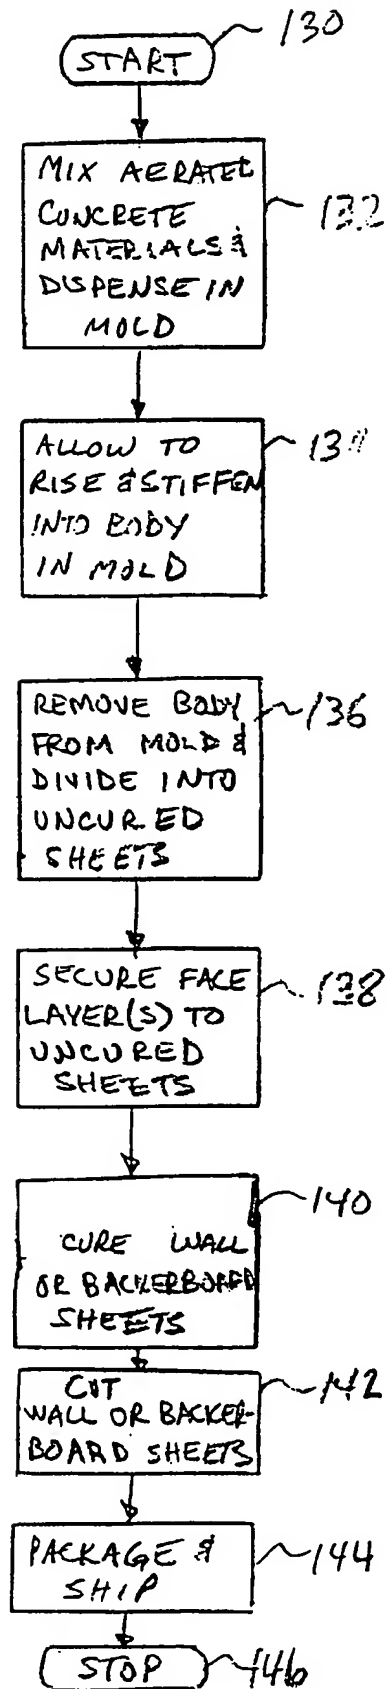 130
START
MIX AERATED
CONCRETE
MATERIALS &
DISPENSE IN
MOLD
132
ALLOW TO
RISE & STIFFEN
INTO BODY
IN MOLD
REMOVE BODY
FROM MOLD &
DIVIDE INTO
UNCURED
SHEETS
136
SECURE FACE
LAYER(S) TO
UNCURED
SHEETS
138
CURE WALL
OR BACKERBOARD
SHEETS
140
CUT
WALL OR BACKER-
BOARD SHEETS
142
PACKAGE &
SHIP
144
STOP
146